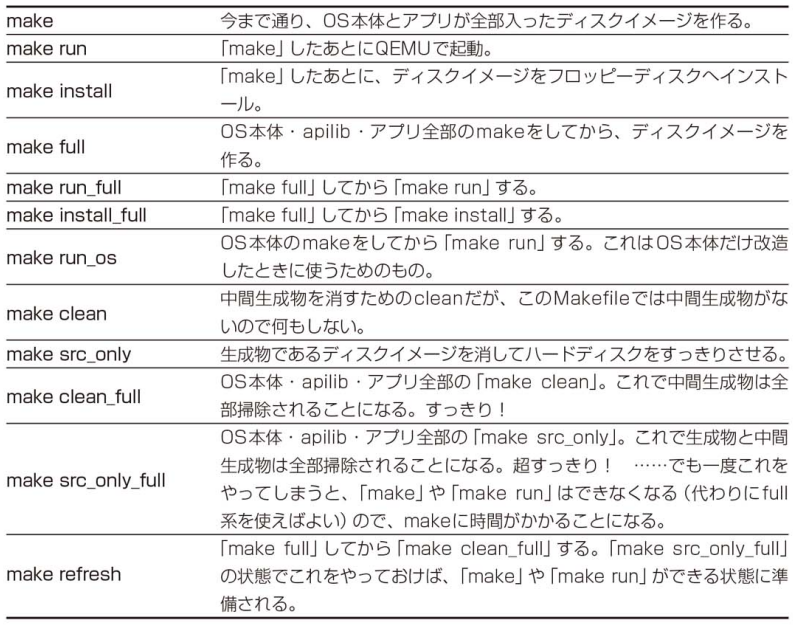 make 今まで通り、OS本体とアプリが全部入ったディスクイメージを作る。
make run 「make」したあとにQEMUで起動。
make install 「make」したあとに、ディスクイメージをフロッピーディスクへインスト
ール。
make full OS本体・apilib・アプリ全部のmakeをしてから、ディスクイメージを
作る。
make run_full 「make full」してから「make run」する。
make install_full 「make full」してから「make install」する。
make run_os OS本体のmakeをしてから「make run」する。これはOS本体だけ改造
したときに使うためのもの。
make clean 中間生成物を消すためのcleanだが、このMakefileでは中間生成物がな
いので何もしない。
make src_only 生成物であるディスクイメージを消してハードディスクをすっきりさせる。
make clean_full OS本体・apilib・アプリ全部の「make clean」。これで中間生成物は全
部掃除されることになる。すっきり！
make src_only_full OS本体・apilib・アプリ全部の「make src_only」。これで生成物と中間
生成物は全部掃除されることになる。超すっきり！　……でも一度これを
やってしまうと、「make」や「make run」はできなくなる（代わりにfull
系を使えばよい）ので、makeに時間がかかることになる。
make refresh 「make full」してから「make clean_full」する。「make src_only_full」
の状態でこれをやっておけば、「make」や「make run」ができる状態に準
備される。